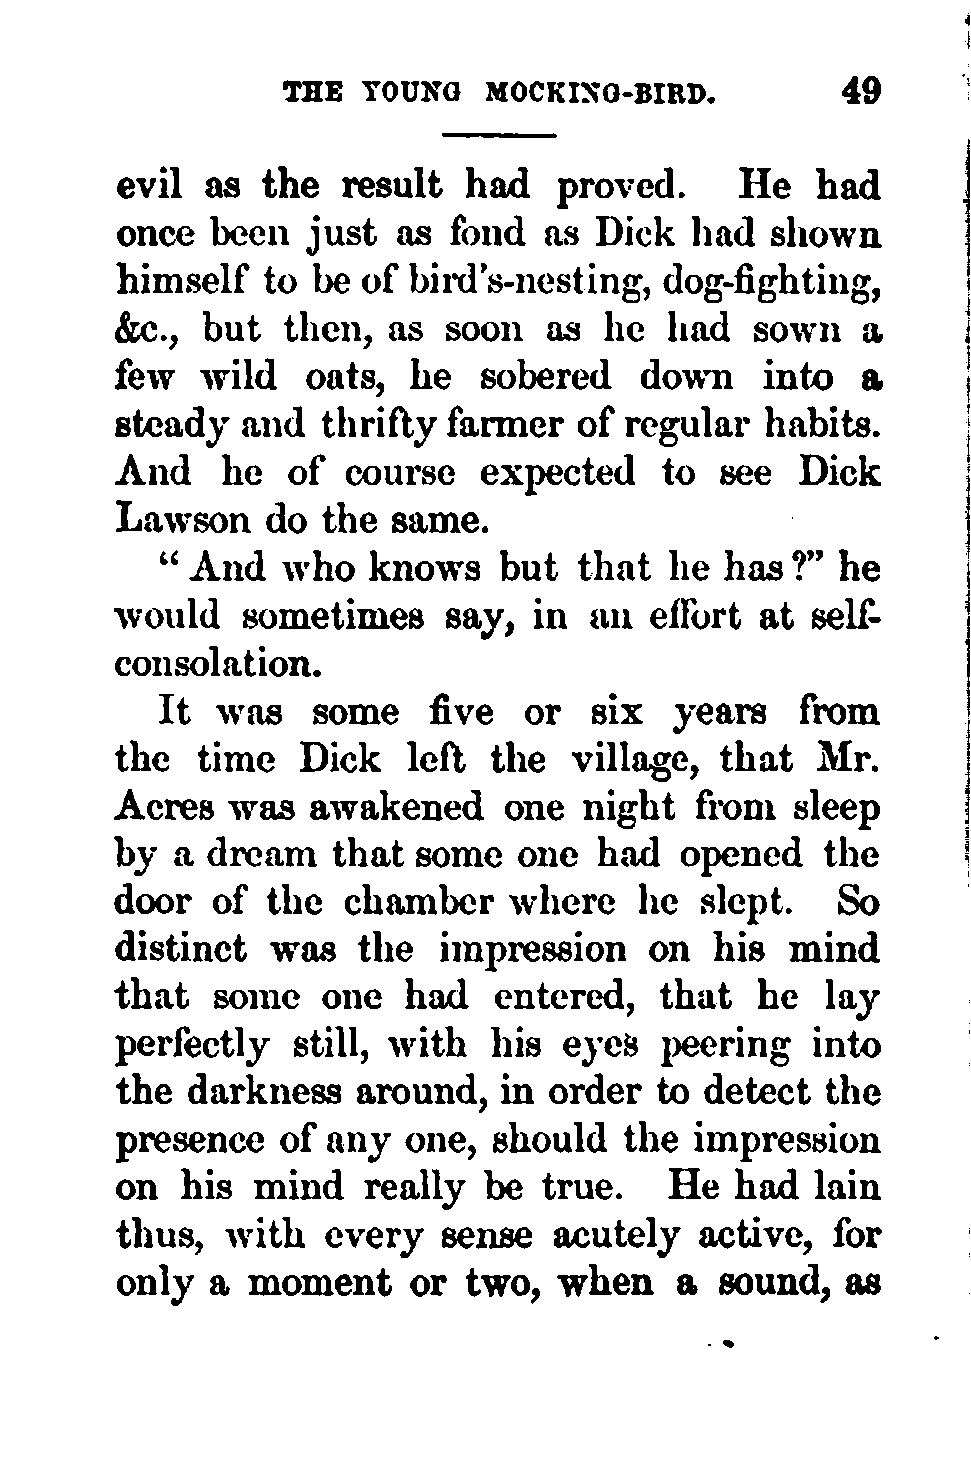 THE YOUNG MOCKING-BIRD. 49
evil as the result had proved. He had
once been just as fond as Dick had shown
himself to be of bird's-nesting, dog-fighting,
&c., but then, as soon as he had sown a
few wild oats, he sobered down into a
steady and thrifty farmer of regular habits.
And he of course expected to see Dick
Lawson do the same.
"And who knows but that he has?" he
would sometimes say, in an effort at self-
consolation.
It was some five or six years from
the time Dick left the village, that Mr.
Acres was awakened one night from sleep
by a dream that some one had opened the
door of the chamber where he slept. So
distinct was the impression on his mind
that some one had entered, that he lay
perfectly still, with his eyes peering into
the darkness around, in order to detect the
presence of any one, should the impression
on his mind really be true. He had lain
thus, with every sense acutely active, for
only a moment or two, when a sound, as